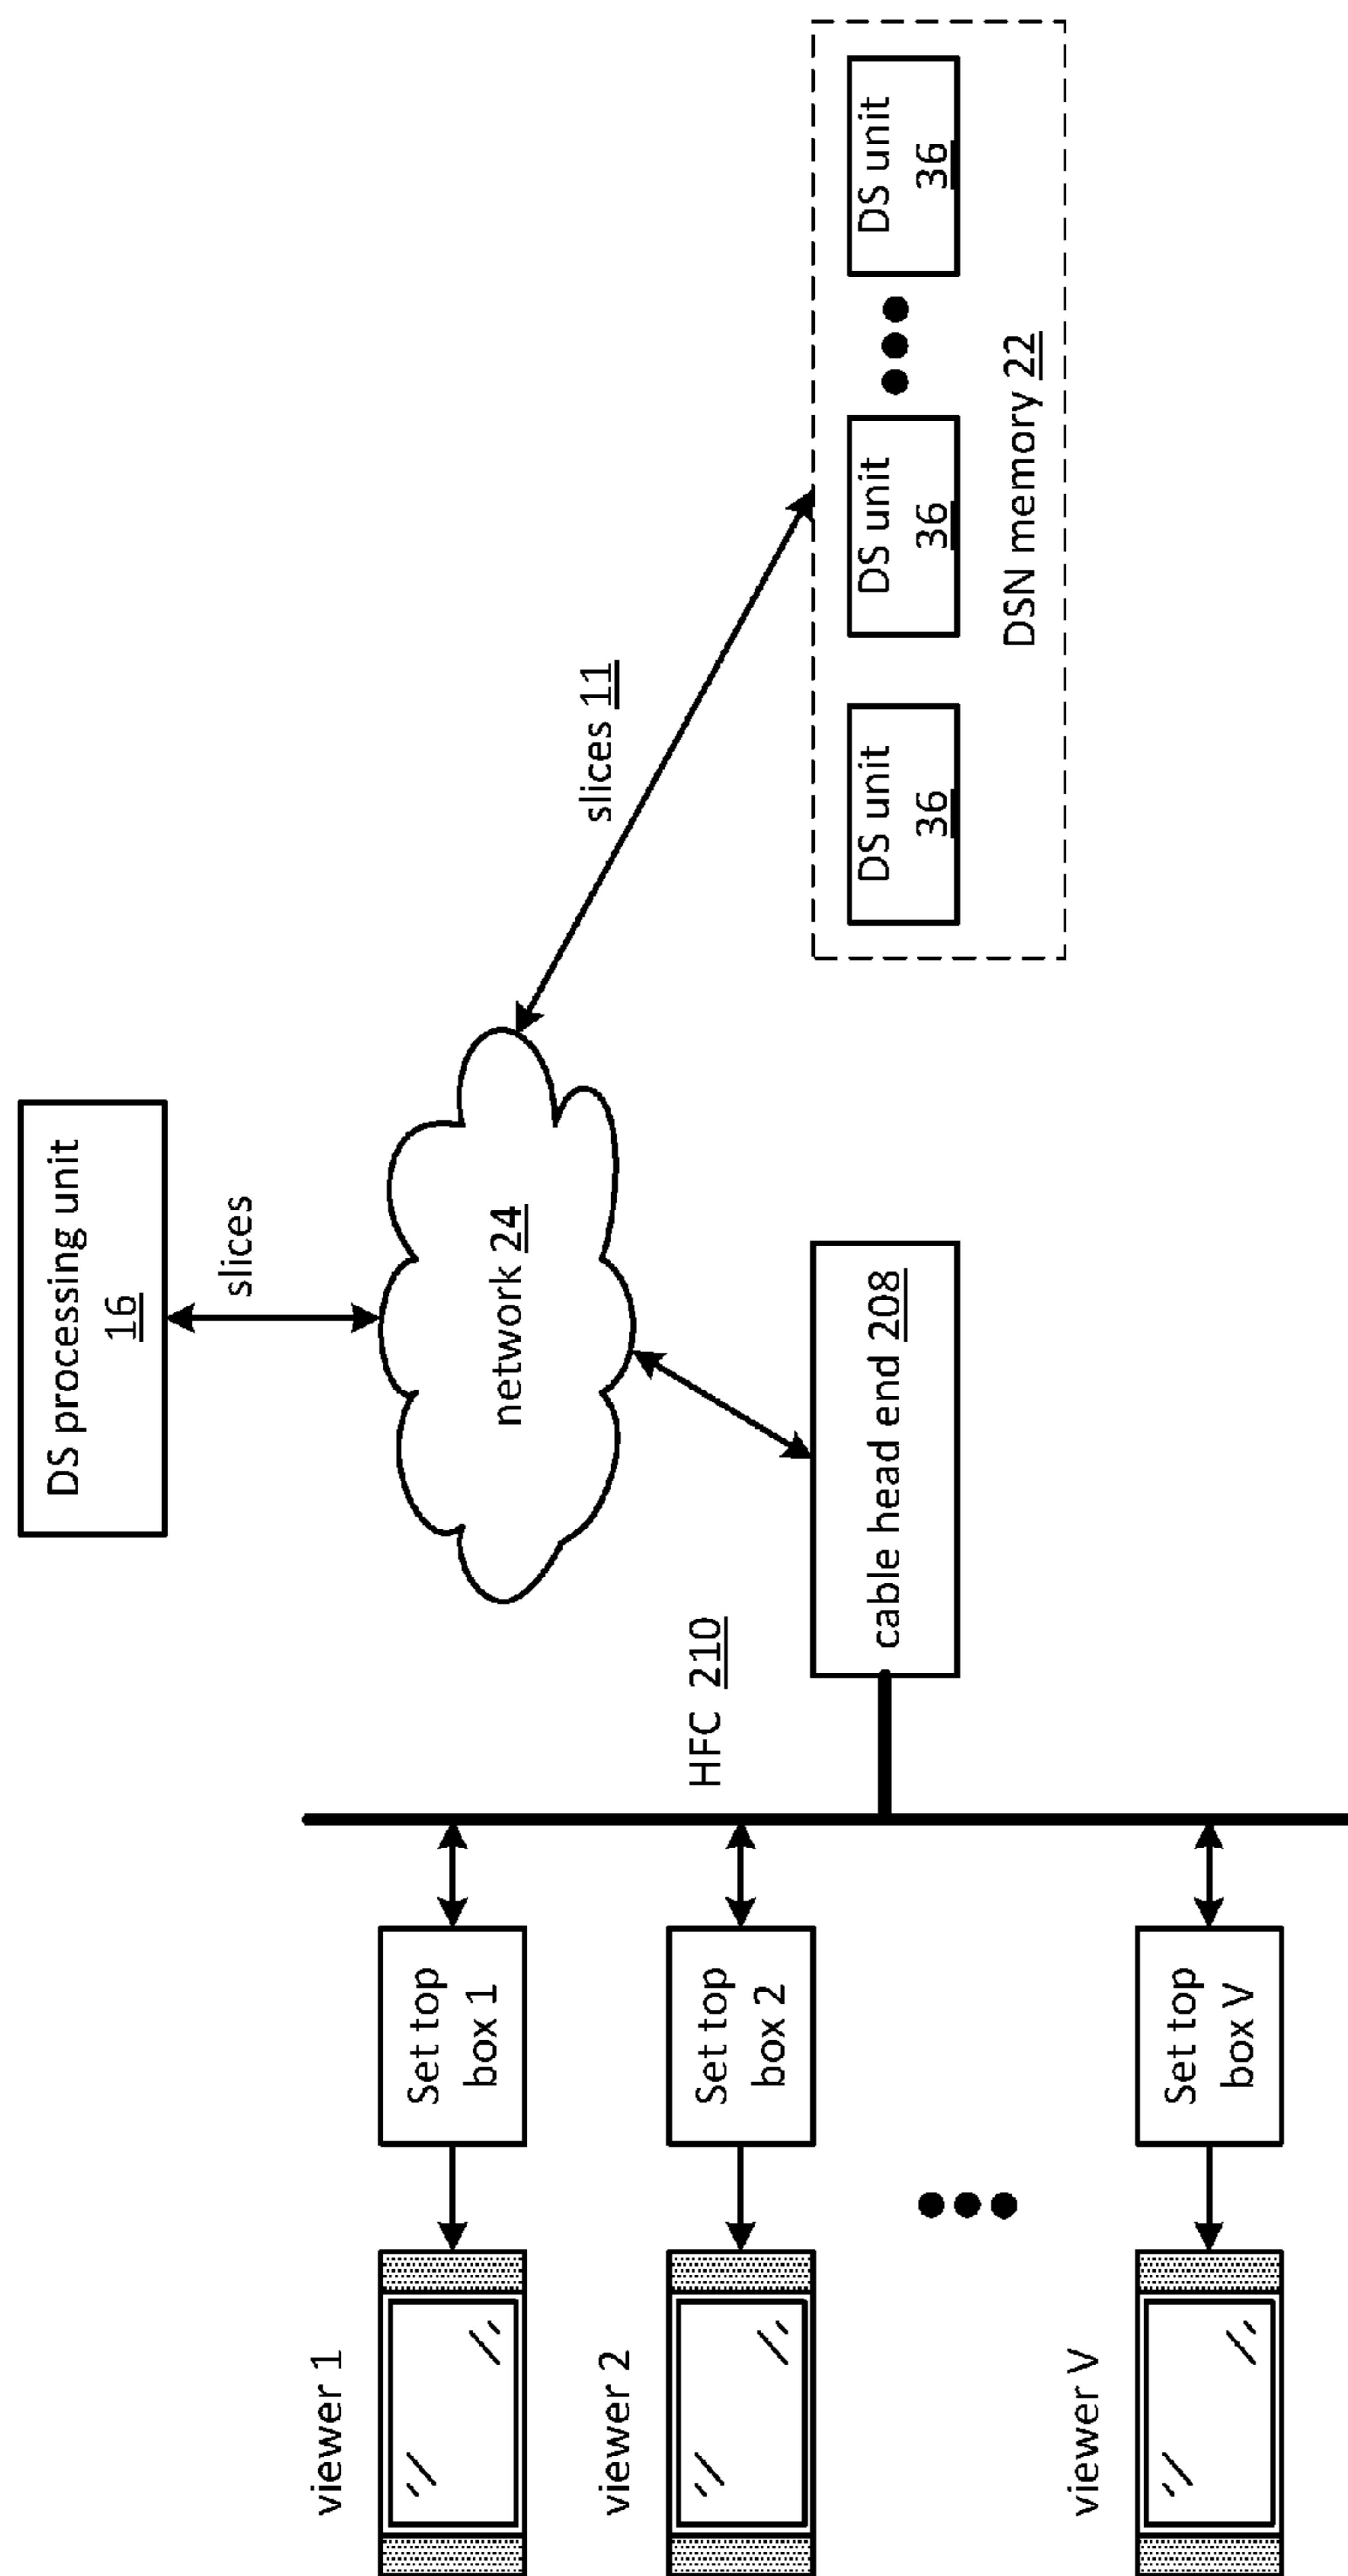 DS processing unit
16
slices
viewer 1
Set top
box 1
network 24
slices 11
viewer 2
Set top
box 2
HFC 210
cable head end 208
DS unit
36
DS unit
36
DS unit
36
DSN memory 22
viewer V
Set top
box V